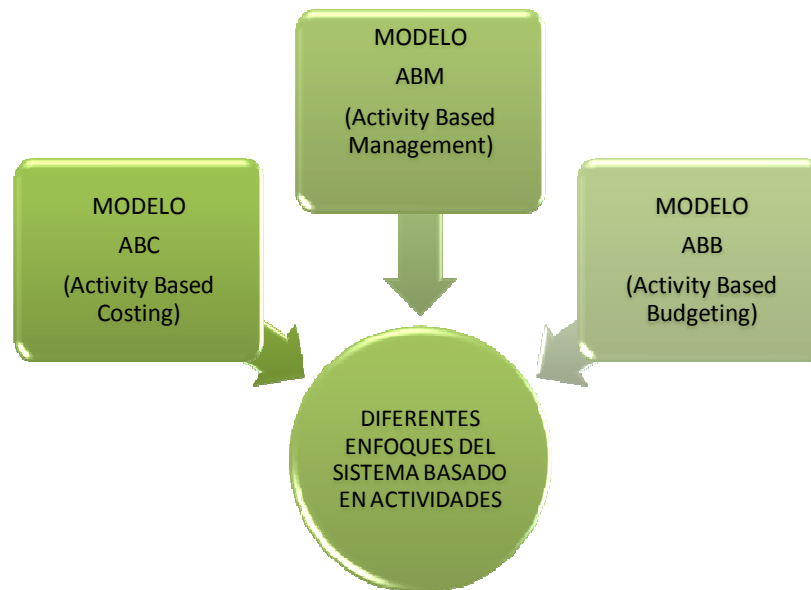 MODELO
ABM
(Activity Based
Management)
MODELO
ABC
(Activity Based
Costing)
MODELO
ABB
(Activity Based
Budgeting)
DIFERENTES
ENFOQUES DEL
SISTEMA BASADO
EN ACTIVIDADES